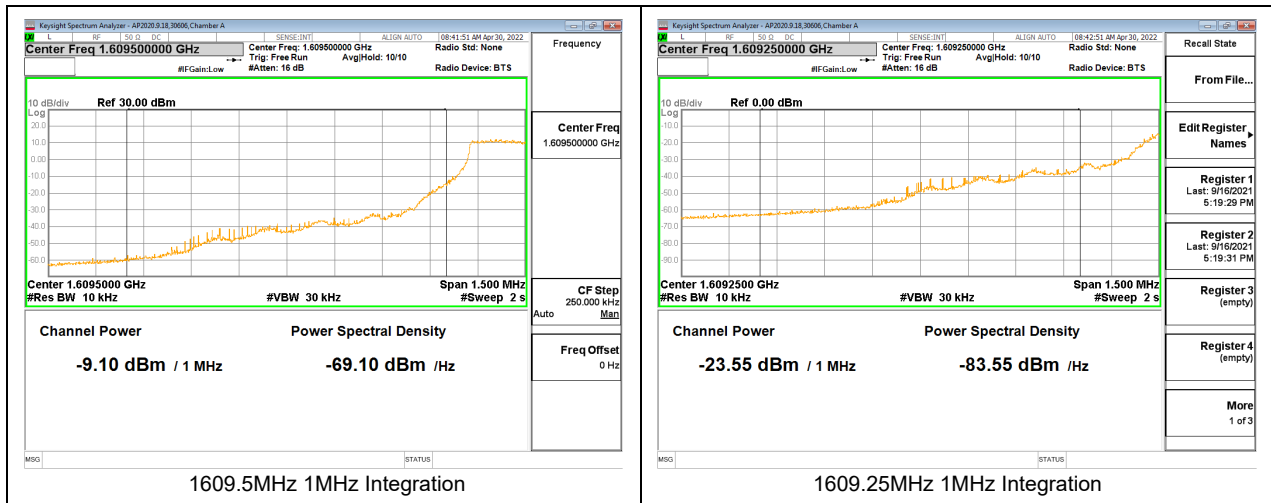 Keysight Spectrum Analyzer - AP2020.9.18,30606,Chamber A
L RF 50 Ω DC SENSE:INT ALIGN AUTO 08:41:51 AM Apr 30, 2022
Center Freq 1.609500000 GHz
Center Freq: 1.609500000 GHz
Radio Std: None
Trig: Free Run Avg|Hold: 10/10
#IFGain:Low
#Atten: 16 dB
Radio Device: BTS
10 dB/div Ref 30.00 dBm
Log
20.0
10.0
0.00
-10.0
-20.0
-30.0
-40.0
-50.0
-60.0
Center 1.6095000 GHz Span 1.500 MHz
#Res BW 10 kHz #VBW 30 kHz #Sweep 2 s
Channel Power Power Spectral Density
-9.10 dBm / 1 MHz -69.10 dBm /Hz
MSG STATUS
Frequency
Center Freq
1.609500000 GHz
CF Step
250.000 kHz
Auto Man
Freq Offset
0 Hz
1609.5MHz 1MHz Integration
Keysight Spectrum Analyzer - AP2020.9.18,30606,Chamber A
L RF 50 Ω DC SENSE:INT ALIGN AUTO 08:42:51 AM Apr 30, 2022
Center Freq 1.609250000 GHz
Center Freq: 1.609250000 GHz
Radio Std: None
Trig: Free Run Avg|Hold: 10/10
#IFGain:Low
#Atten: 16 dB
Radio Device: BTS
10 dB/div Ref 0.00 dBm
Log
-10.0
-20.0
-30.0
-40.0
-50.0
-60.0
-70.0
-80.0
-90.0
Center 1.6092500 GHz Span 1.500 MHz
#Res BW 10 kHz #VBW 30 kHz #Sweep 2 s
Channel Power Power Spectral Density
-23.55 dBm / 1 MHz -83.55 dBm /Hz
MSG STATUS
Recall State
From File...
Edit Register
Names
Register 1
Last: 9/16/2021
5:19:29 PM
Register 2
Last: 9/16/2021
5:19:31 PM
Register 3
(empty)
Register 4
(empty)
More
1 of 3
1609.25MHz 1MHz Integration